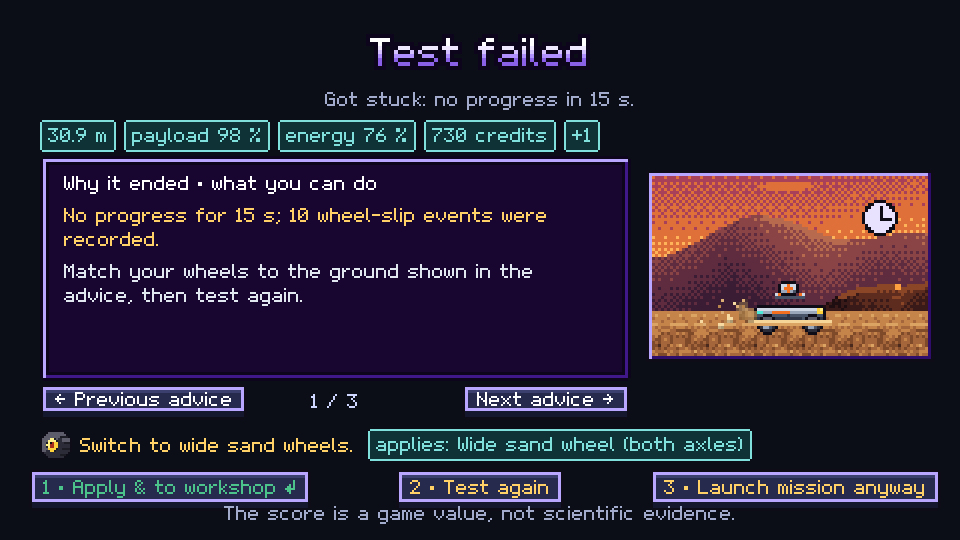 Test failed
Got stuck: no progress in 15 s.
30.9 m payload 98 % energy 76 % 730 credits +1
Why it ended · what you can do
No progress for 15 s; 10 wheel-slip events were
recorded.
Match your wheels to the ground shown in the
advice, then test again.
← Previous advice 1 / 3 Next advice →
Switch to wide sand wheels. applies: Wide sand wheel (both axles)
1 · Apply & to workshop ↲ 2 · Test again 3 · Launch mission anyway
The score is a game value, not scientific evidence.